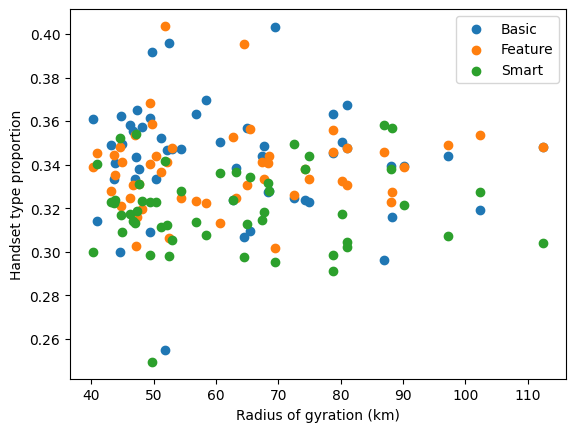 Basic
Feature
Smart
0.40
0.38
0.36
0.34
0.32
0.30
0.28
0.26
Handset type proportion
40 50 60 70 80 90 100 110
Radius of gyration (km)